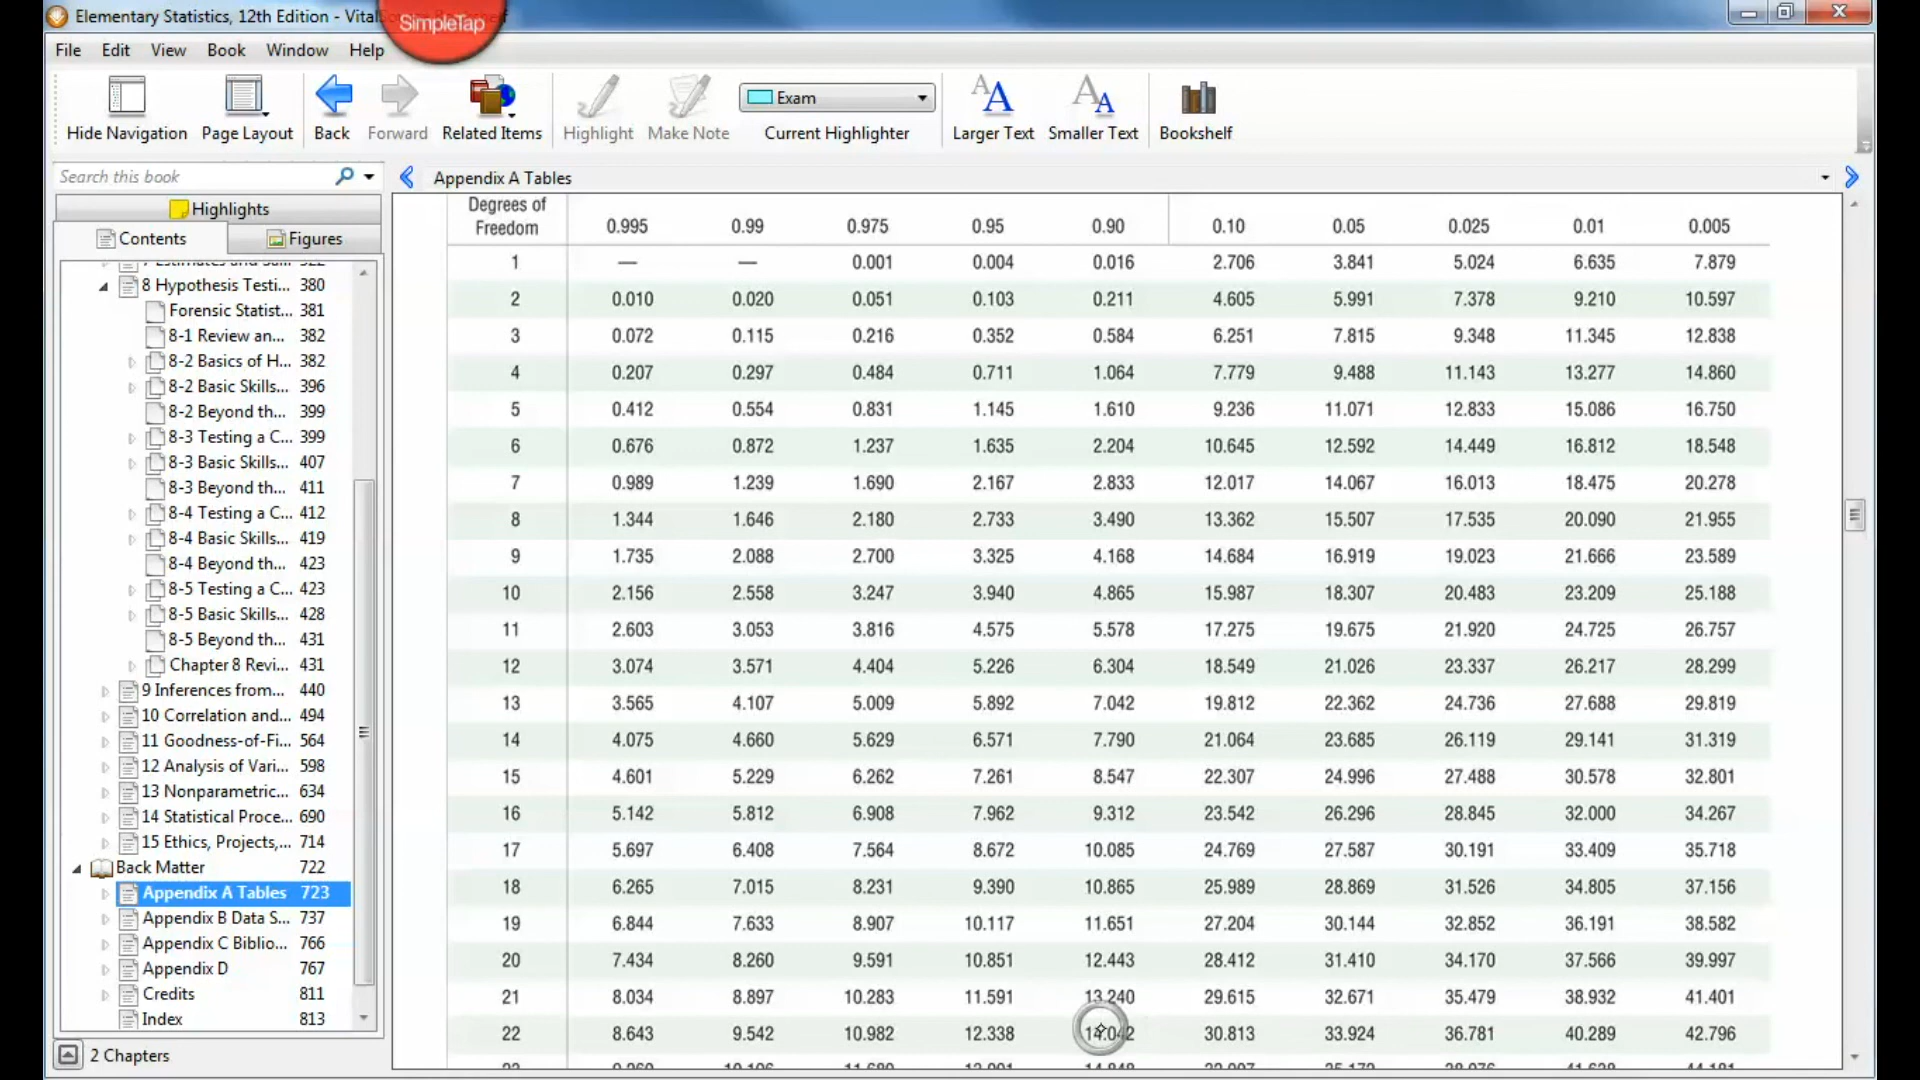 Elementary Statistics, 12th Edition - Vital
SimpleTap
File Edit View Book Window Help
Hide Navigation Page Layout Back Forward Related Items Highlight Make Note Exam Current Highlighter Larger Text Smaller Text Bookshelf
Search this book
Appendix A Tables
Highlights
Contents Figures
8 Hypothesis Testi... 380
Forensic Statist... 381
8-1 Review an... 382
8-2 Basics of H... 382
8-2 Basic Skills... 396
8-2 Beyond th... 399
8-3 Testing a C... 399
8-3 Basic Skills... 407
8-3 Beyond th... 411
8-4 Testing a C... 412
8-4 Basic Skills... 419
8-4 Beyond th... 423
8-5 Testing a C... 423
8-5 Basic Skills... 428
8-5 Beyond th... 431
Chapter 8 Revi... 431
9 Inferences from... 440
10 Correlation and... 494
11 Goodness-of-Fi... 564
12 Analysis of Vari... 598
13 Nonparametric... 634
14 Statistical Proce... 690
15 Ethics, Projects,... 714
Back Matter 722
Appendix A Tables 723
Appendix B Data S... 737
Appendix C Biblio... 766
Appendix D 767
Credits 811
Index 813
2 Chapters
Degrees of
Freedom 0.995 0.99 0.975 0.95 0.90 0.10 0.05 0.025 0.01 0.005
1 — — 0.001 0.004 0.016 2.706 3.841 5.024 6.635 7.879
2 0.010 0.020 0.051 0.103 0.211 4.605 5.991 7.378 9.210 10.597
3 0.072 0.115 0.216 0.352 0.584 6.251 7.815 9.348 11.345 12.838
4 0.207 0.297 0.484 0.711 1.064 7.779 9.488 11.143 13.277 14.860
5 0.412 0.554 0.831 1.145 1.610 9.236 11.071 12.833 15.086 16.750
6 0.676 0.872 1.237 1.635 2.204 10.645 12.592 14.449 16.812 18.548
7 0.989 1.239 1.690 2.167 2.833 12.017 14.067 16.013 18.475 20.278
8 1.344 1.646 2.180 2.733 3.490 13.362 15.507 17.535 20.090 21.955
9 1.735 2.088 2.700 3.325 4.168 14.684 16.919 19.023 21.666 23.589
10 2.156 2.558 3.247 3.940 4.865 15.987 18.307 20.483 23.209 25.188
11 2.603 3.053 3.816 4.575 5.578 17.275 19.675 21.920 24.725 26.757
12 3.074 3.571 4.404 5.226 6.304 18.549 21.026 23.337 26.217 28.299
13 3.565 4.107 5.009 5.892 7.042 19.812 22.362 24.736 27.688 29.819
14 4.075 4.660 5.629 6.571 7.790 21.064 23.685 26.119 29.141 31.319
15 4.601 5.229 6.262 7.261 8.547 22.307 24.996 27.488 30.578 32.801
16 5.142 5.812 6.908 7.962 9.312 23.542 26.296 28.845 32.000 34.267
17 5.697 6.408 7.564 8.672 10.085 24.769 27.587 30.191 33.409 35.718
18 6.265 7.015 8.231 9.390 10.865 25.989 28.869 31.526 34.805 37.156
19 6.844 7.633 8.907 10.117 11.651 27.204 30.144 32.852 36.191 38.582
20 7.434 8.260 9.591 10.851 12.443 28.412 31.410 34.170 37.566 39.997
21 8.034 8.897 10.283 11.591 13.240 29.615 32.671 35.479 38.932 41.401
22 8.643 9.542 10.982 12.338 14.042 30.813 33.924 36.781 40.289 42.796